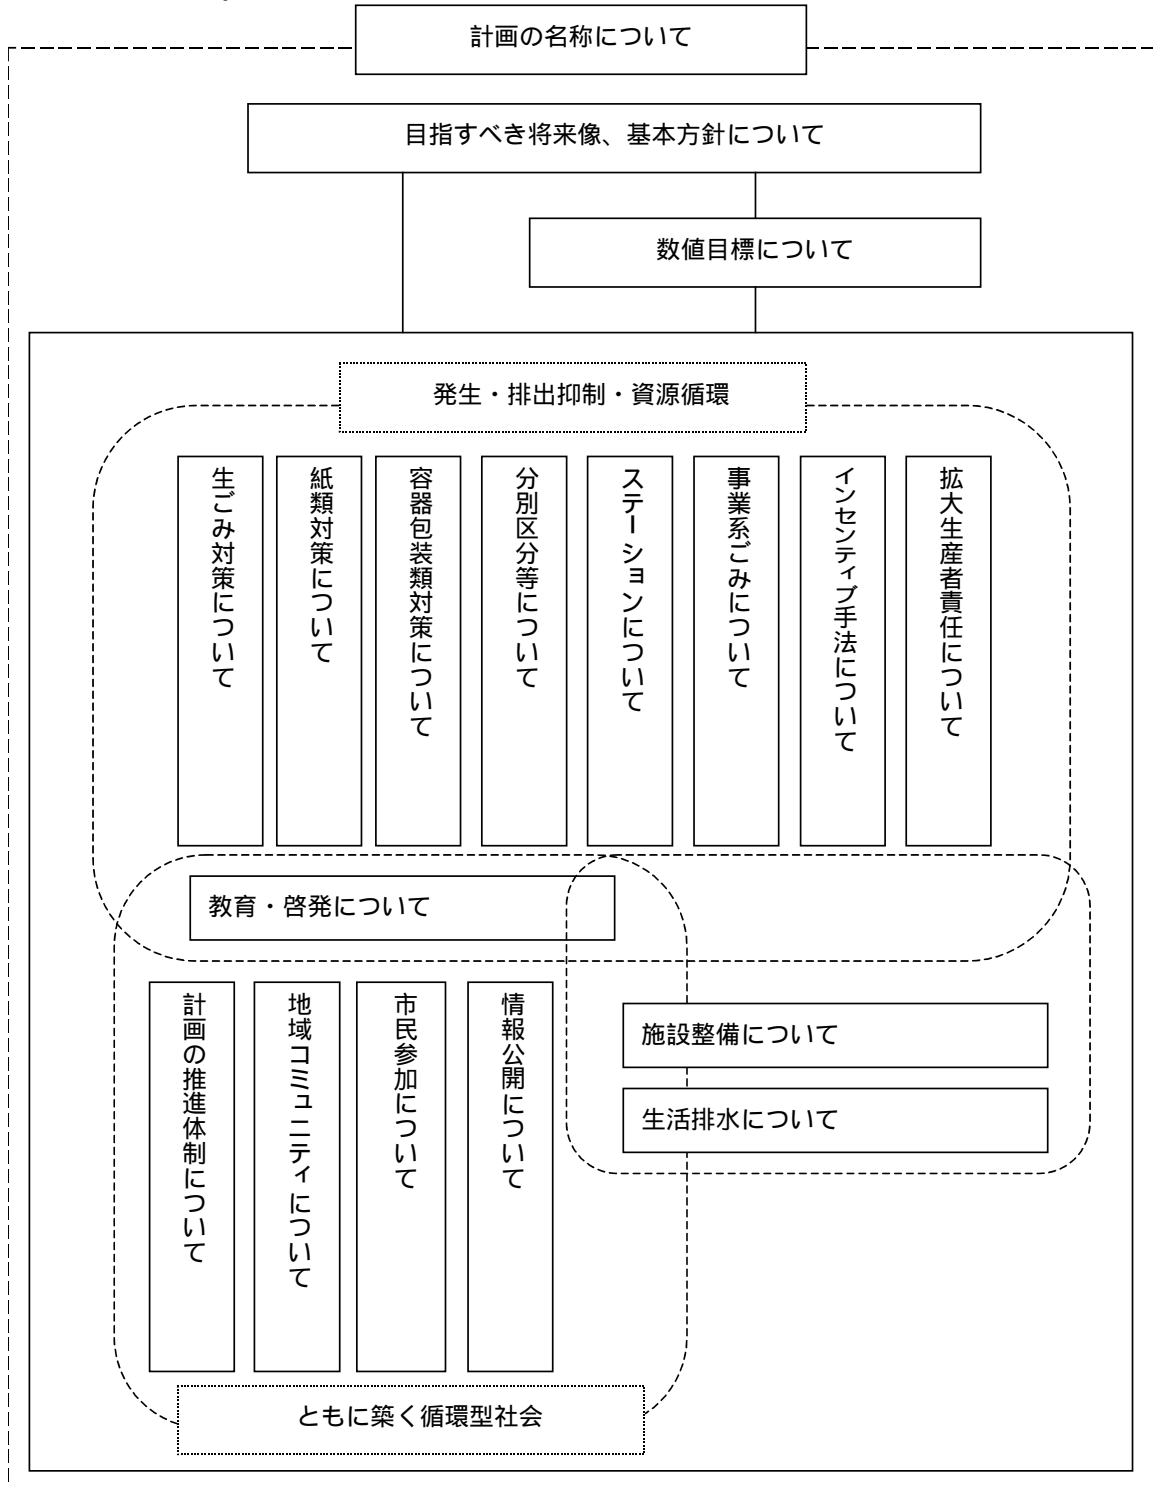 計画の名称について
目指すべき将来像、基本方針について
数値目標について
発生・排出抑制・資源循環
生ごみ対策について
紙類対策について
容器包装類対策について
分別区分等について
ステーションについて
事業系ごみについて
インセンティブ手法について
拡大生産者責任について
教育・啓発について
計画の推進体制について
地域コミュニティについて
市民参加について
情報公開について
施設整備について
生活排水について
ともに築く循環型社会